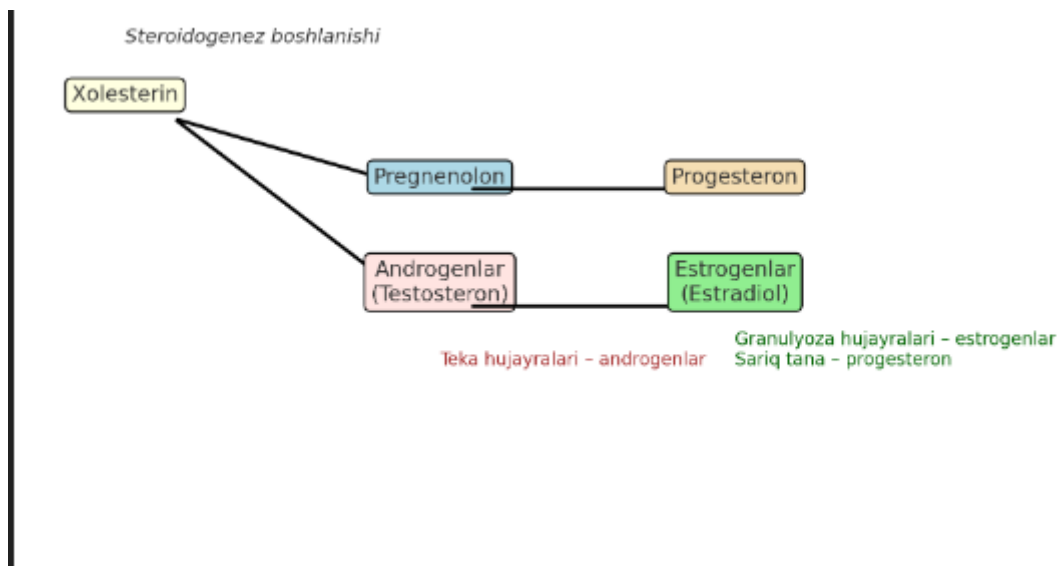 Steroidogenez boshlanishi
Xolesterin
Pregnenolon
Progesteron
Androgenlar
(Testosteron)
Estrogenlar
(Estradiol)
Teka hujayralari – androgenlar
Granulyoza hujayralari – estrogenlar
Sariq tana – progesteron